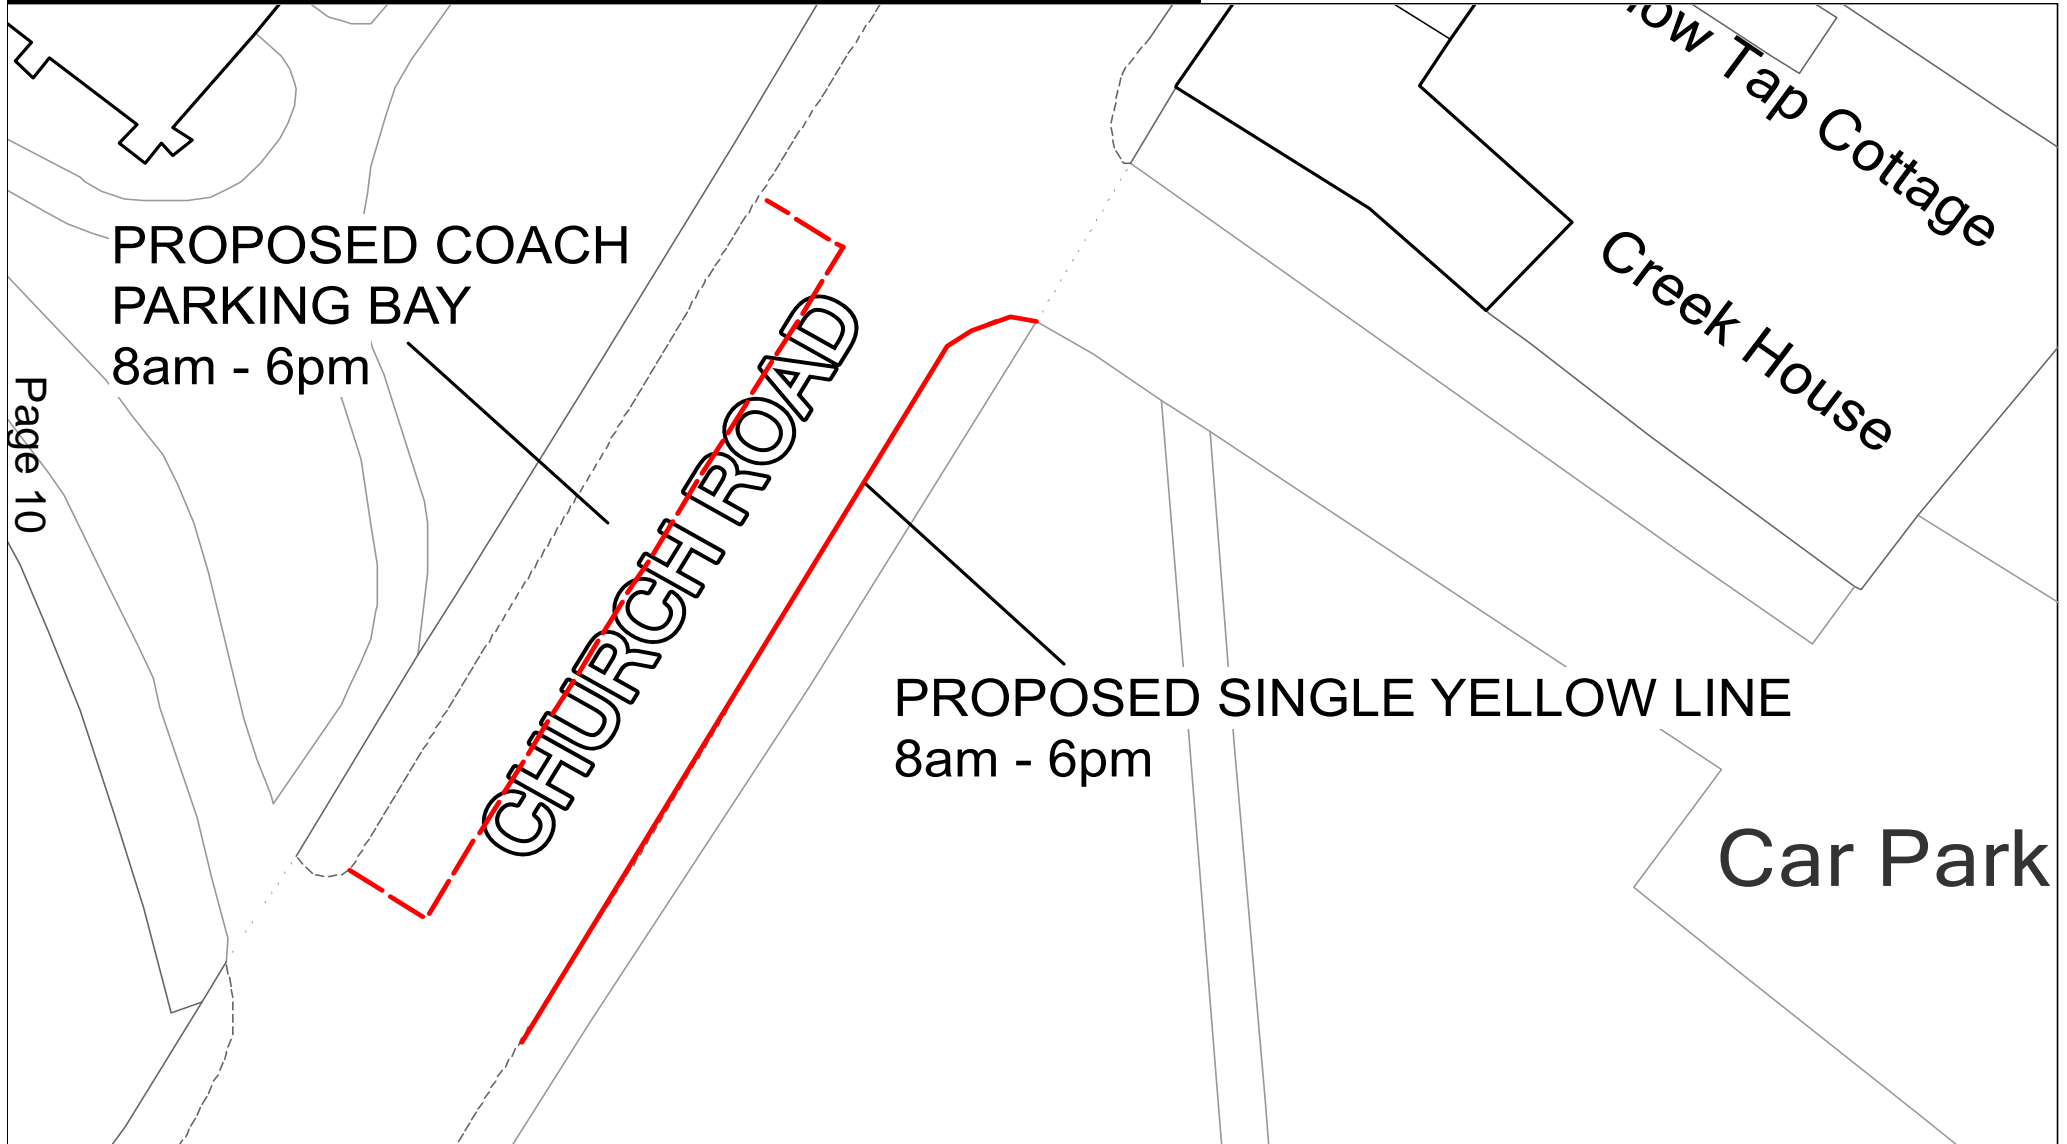 Tap Cottage
Creek House
PROPOSED COACH
PARKING BAY
8am - 6pm
CHURCH ROAD
Page 10
PROPOSED SINGLE YELLOW LINE
8am - 6pm
Car Park